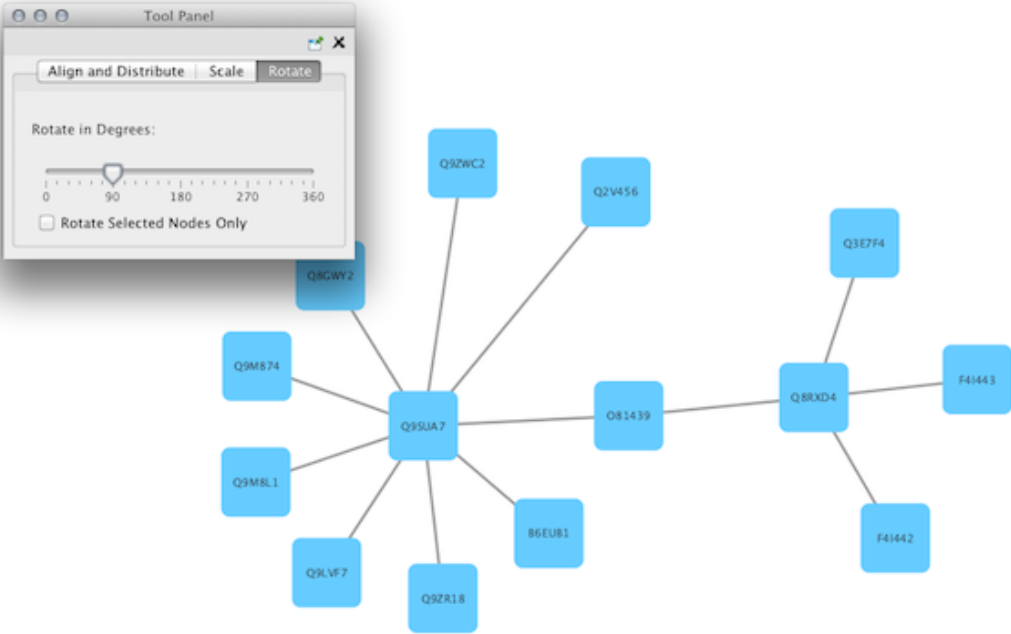 Tool Panel
Align and Distribute Scale Rotate
Rotate in Degrees:
0 90 180 270 360
Rotate Selected Nodes Only
Q9ZWC2
Q2V456
Q3E7F4
Q8GWY2
Q9M874
F4I443
Q8RXD4
O81439
Q9SUA7
Q9M8L1
B6EUB1
F4I442
Q9LVF7
Q9ZR18